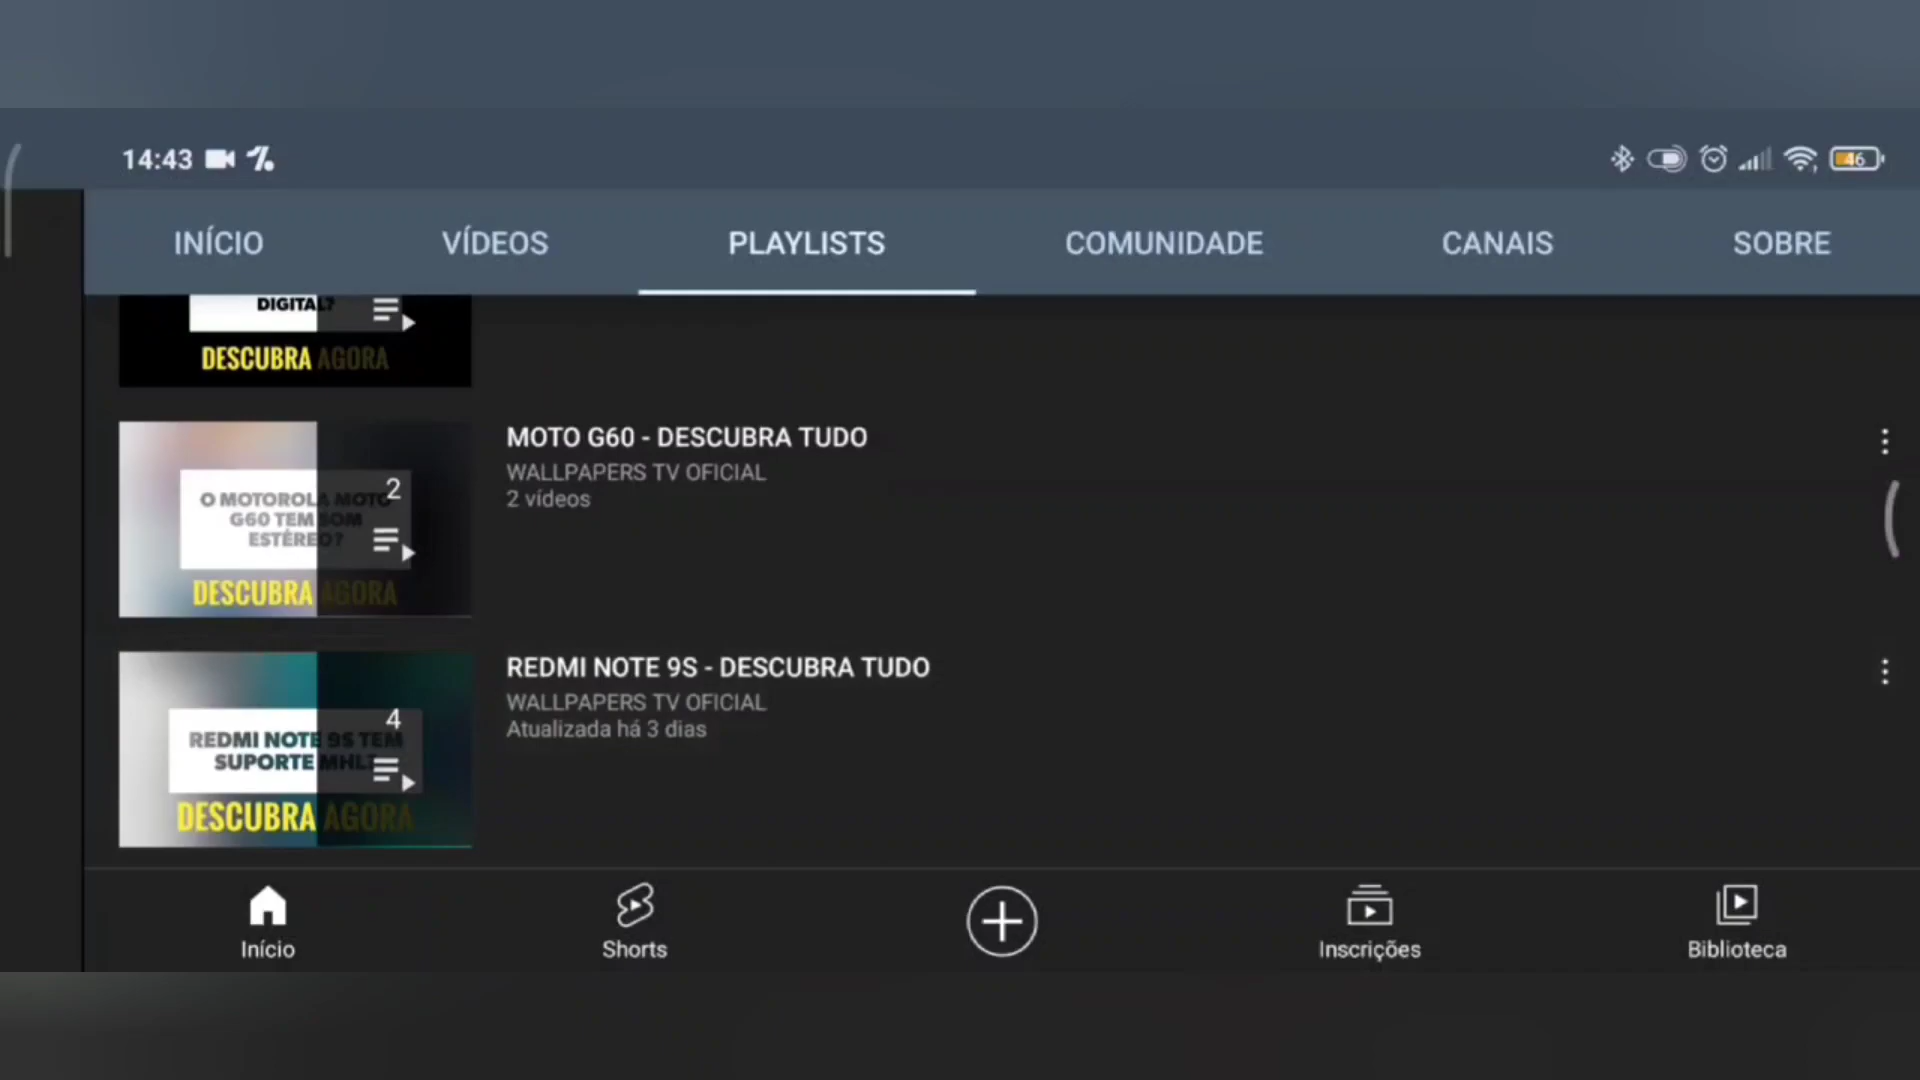 14:43
46
INÍCIO VÍDEOS PLAYLISTS COMUNIDADE CANAIS SOBRE
DIGITAL?
DESCUBRA AGORA
MOTO G60 - DESCUBRA TUDO
WALLPAPERS TV OFICIAL
2 vídeos
2
O MOTOROLA MOTO
G60 TEM SOM
ESTÉREO?
DESCUBRA AGORA
REDMI NOTE 9S - DESCUBRA TUDO
WALLPAPERS TV OFICIAL
Atualizada há 3 dias
4
REDMI NOTE 9S TEM
SUPORTE MHL?
DESCUBRA AGORA
Início Shorts Inscrições Biblioteca